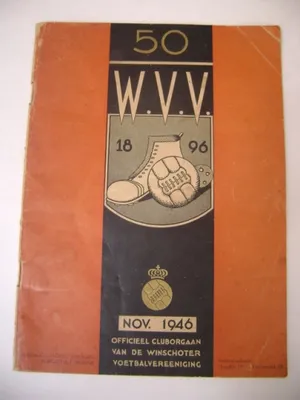 50
W.V.V.
18 96
NOV. 1946
OFFICIEEL CLUBORGAAN
VAN DE WINSCHOTER
VOETBALVEREENIGING